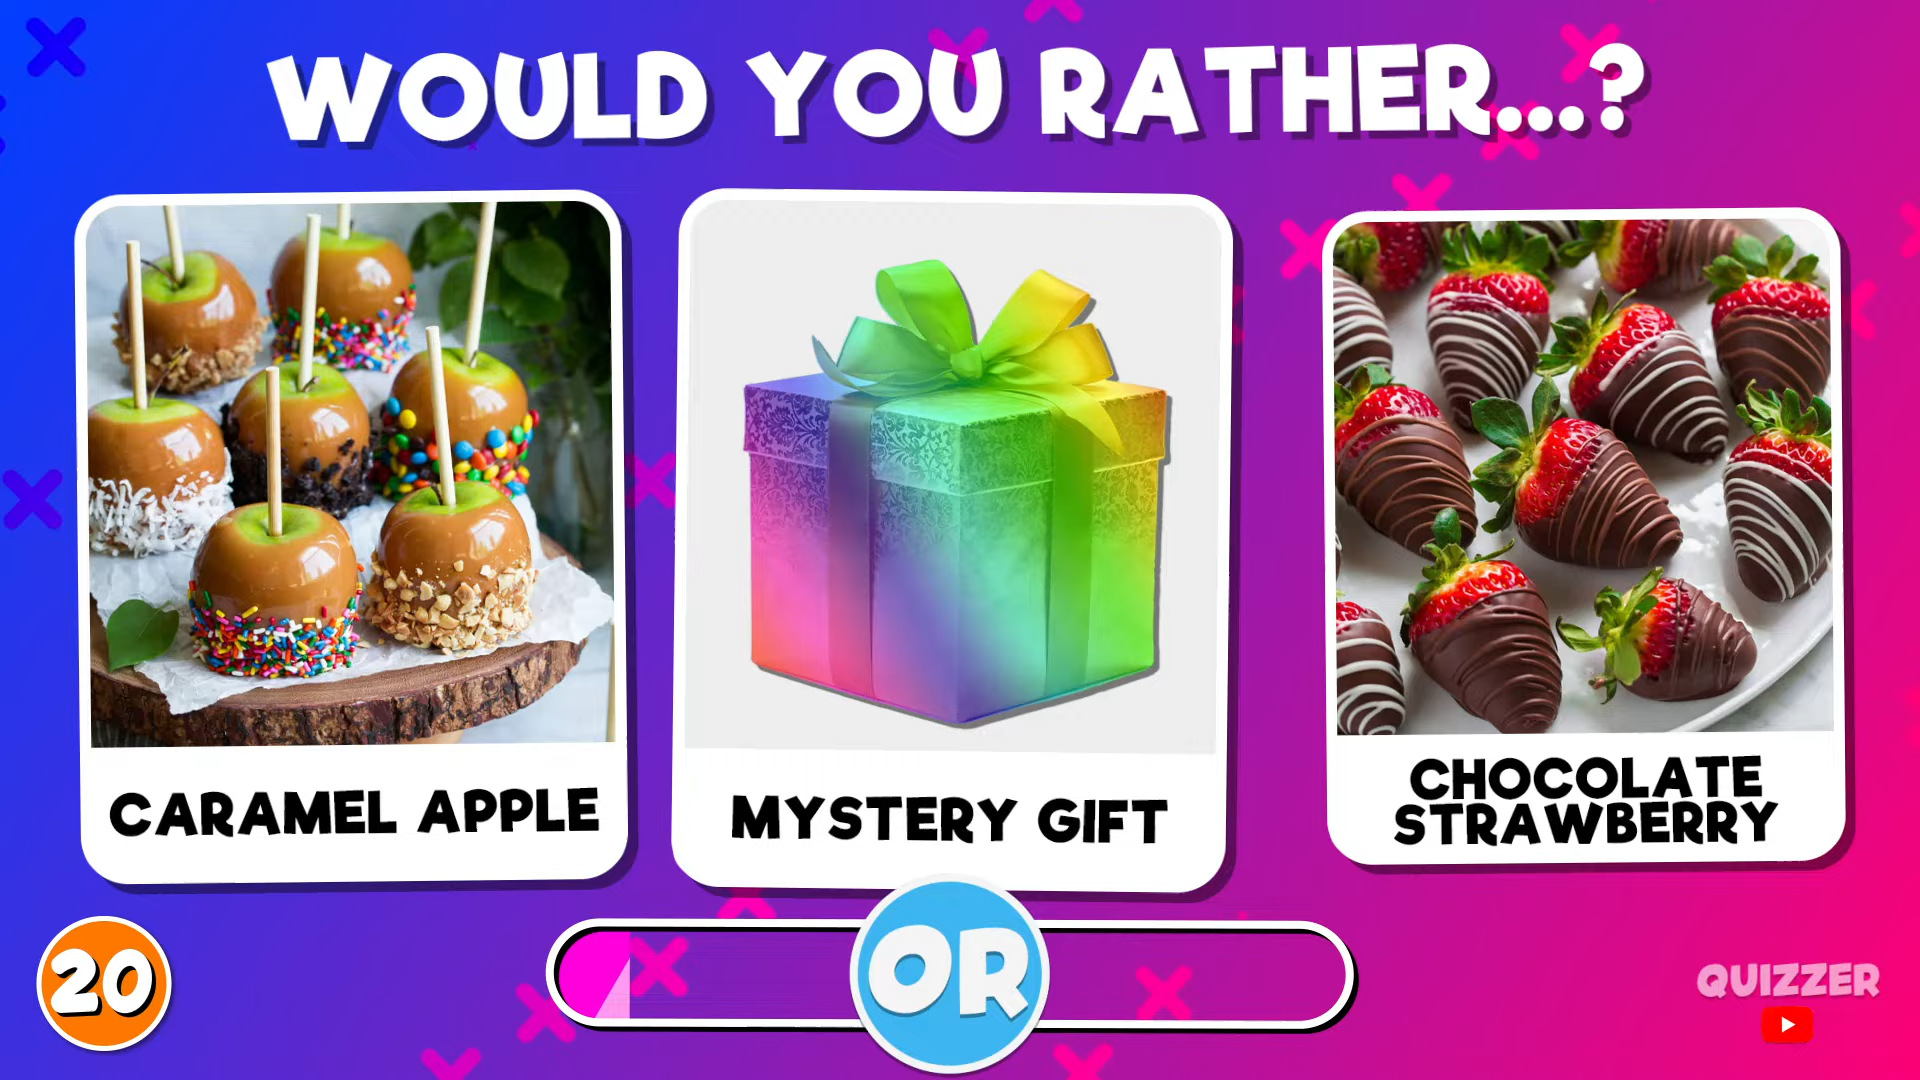 WOULD YOU RATHER...?
CARAMEL APPLE
MYSTERY GIFT
CHOCOLATE
STRAWBERRY
20
OR
QUIZZER